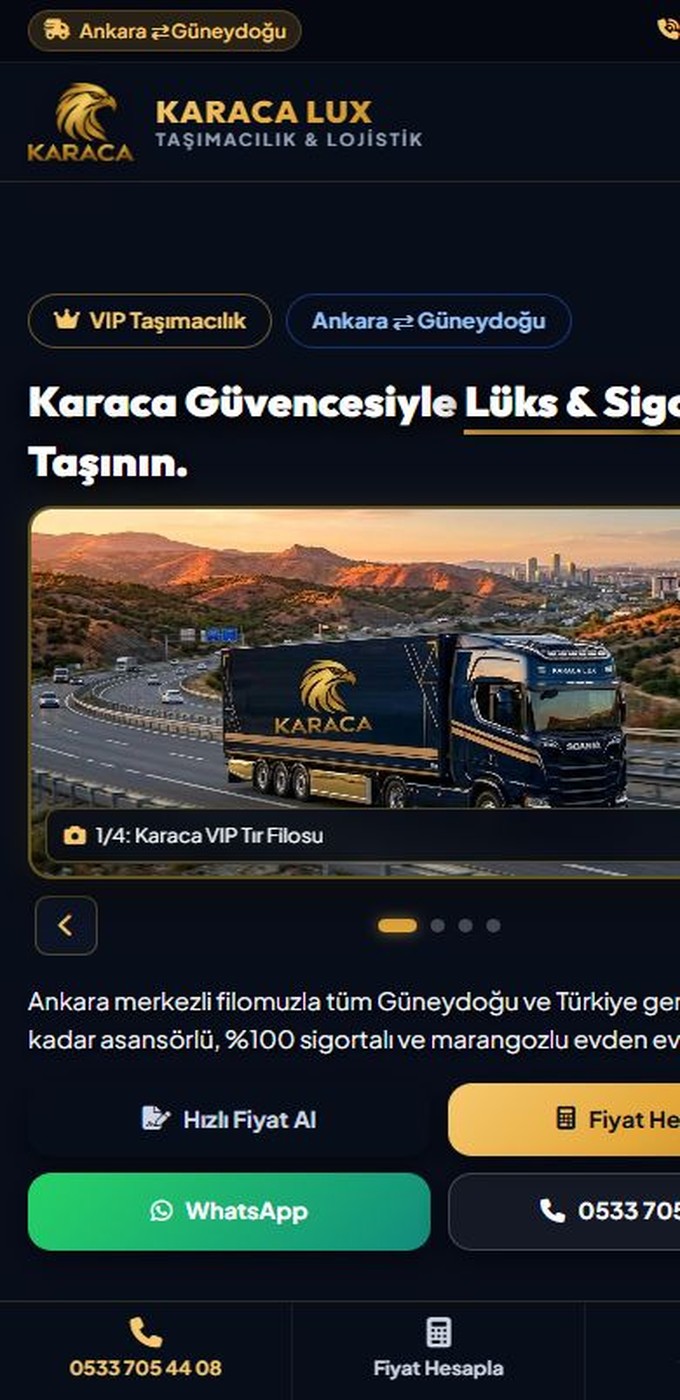 Ankara ⇄ Güneydoğu
KARACA
KARACA LUX
TAŞIMACILIK & LOJİSTİK
VIP Taşımacılık
Ankara ⇄ Güneydoğu
Karaca Güvencesiyle Lüks & Sigo
Taşının.
KARACA LUX
KARACA
SCANIA
1/4: Karaca VIP Tır Filosu
Ankara merkezli filomuzla tüm Güneydoğu ve Türkiye ger
kadar asansörlü, %100 sigortalı ve marangozlu evden ev
Hızlı Fiyat Al
Fiyat He
WhatsApp
0533 705
0533 705 44 08
Fiyat Hesapla